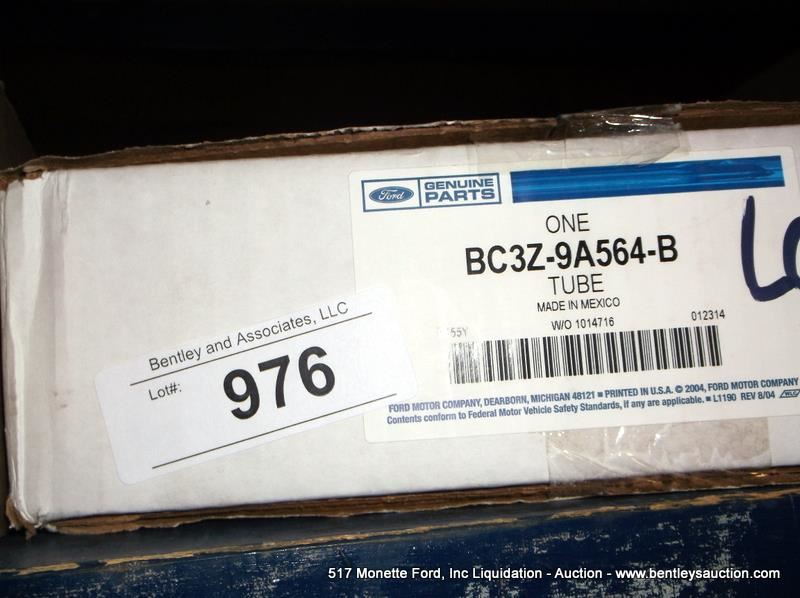 Ford
GENUINE
PARTS
ONE
BC3Z-9A564-B
TUBE
MADE IN MEXICO
W/O 1014716
012314
FORD MOTOR COMPANY, DEARBORN, MICHIGAN 48121 ■ PRINTED IN U.S.A. © 2004, FORD MOTOR COMPANY
Contents conform to Federal Motor Vehicle Safety Standards, if any are applicable. ■ L1190 REV 8/04
Bentley and Associates, LLC
Lot#: 976
517 Monette Ford, Inc Liquidation - Auction - www.bentleysauction.com